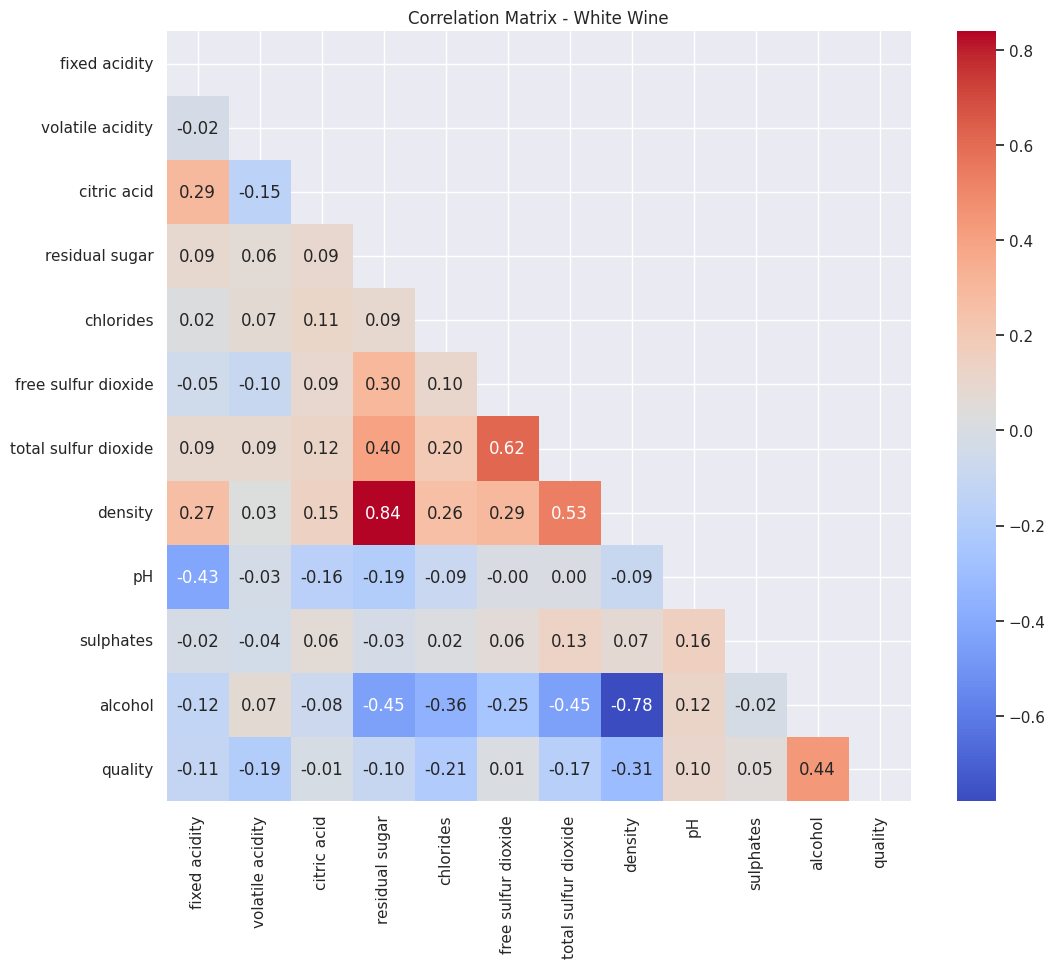 Correlation Matrix - White Wine
fixed acidity
volatile acidity -0.02
citric acid 0.29 -0.15
residual sugar 0.09 0.06 0.09
chlorides 0.02 0.07 0.11 0.09
free sulfur dioxide -0.05 -0.10 0.09 0.30 0.10
total sulfur dioxide 0.09 0.09 0.12 0.40 0.20 0.62
density 0.27 0.03 0.15 0.84 0.26 0.29 0.53
pH -0.43 -0.03 -0.16 -0.19 -0.09 -0.00 0.00 -0.09
sulphates -0.02 -0.04 0.06 -0.03 0.02 0.06 0.13 0.07 0.16
alcohol -0.12 0.07 -0.08 -0.45 -0.36 -0.25 -0.45 -0.78 0.12 -0.02
quality -0.11 -0.19 -0.01 -0.10 -0.21 0.01 -0.17 -0.31 0.10 0.05 0.44
fixed acidity
volatile acidity
citric acid
residual sugar
chlorides
free sulfur dioxide
total sulfur dioxide
density
pH
sulphates
alcohol
quality
0.8
0.6
0.4
0.2
0.0
−0.2
−0.4
−0.6